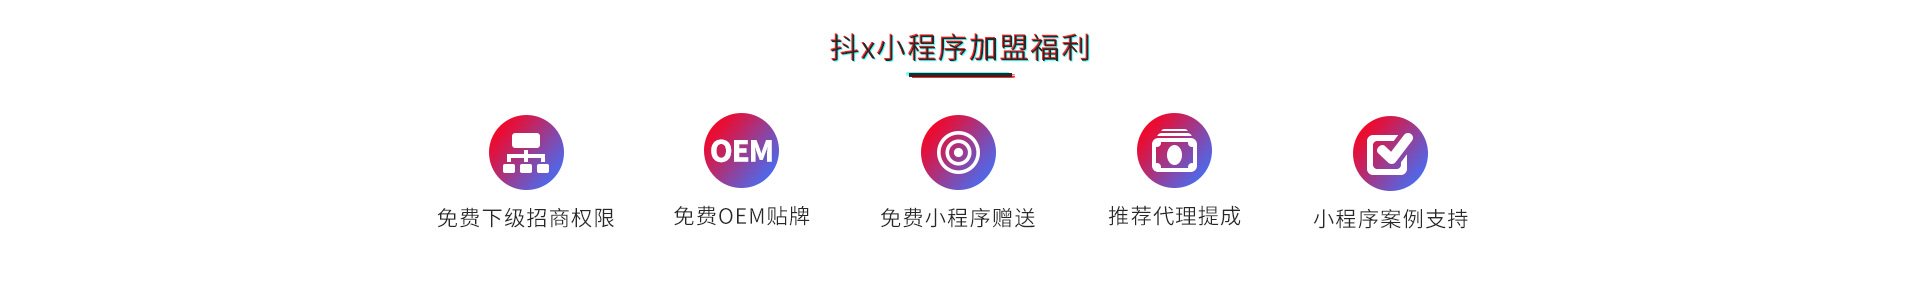 抖x小程序加盟福利
OEM
免费下级招商权限
免费OEM贴牌
免费小程序赠送
推荐代理提成
小程序案例支持